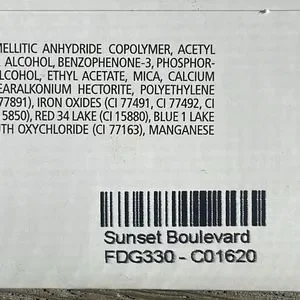 MELLITIC ANHYDRIDE COPOLYMER, ACETYL
ALCOHOL, BENZOPHENONE-3, PHOSPHOR-
ALCOHOL, ETHYL ACETATE, MICA, CALCIUM
EARALKONIUM HECTORITE, POLYETHYLENE
77891), IRON OXIDES (CI 77491, CI 77492, CI
15850), RED 34 LAKE (CI 15880), BLUE 1 LAKE
UTH OXYCHLORIDE (CI 77163), MANGANESE
Sunset Boulevard
FDG330 - C01620